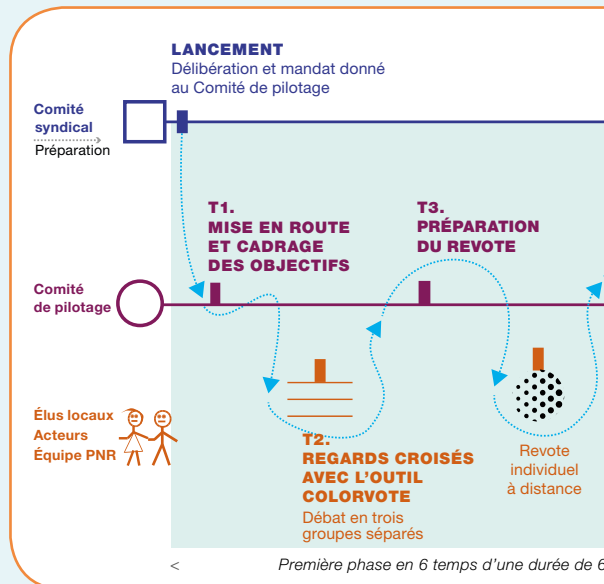 LANCEMENT
Délibération et mandat donné
au Comité de pilotage
Comité
syndical
Préparation
T1.
MISE EN ROUTE
ET CADRAGE
DES OBJECTIFS
T3.
PRÉPARATION
DU REVOTE
Comité
de pilotage
Élus locaux
Acteurs
Équipe PNR
T2.
REGARDS CROISÉS
AVEC L'OUTIL
COLORVOTE
Débat en trois
groupes séparés
Revote
individuel
à distance
< Première phase en 6 temps d'une durée de 6